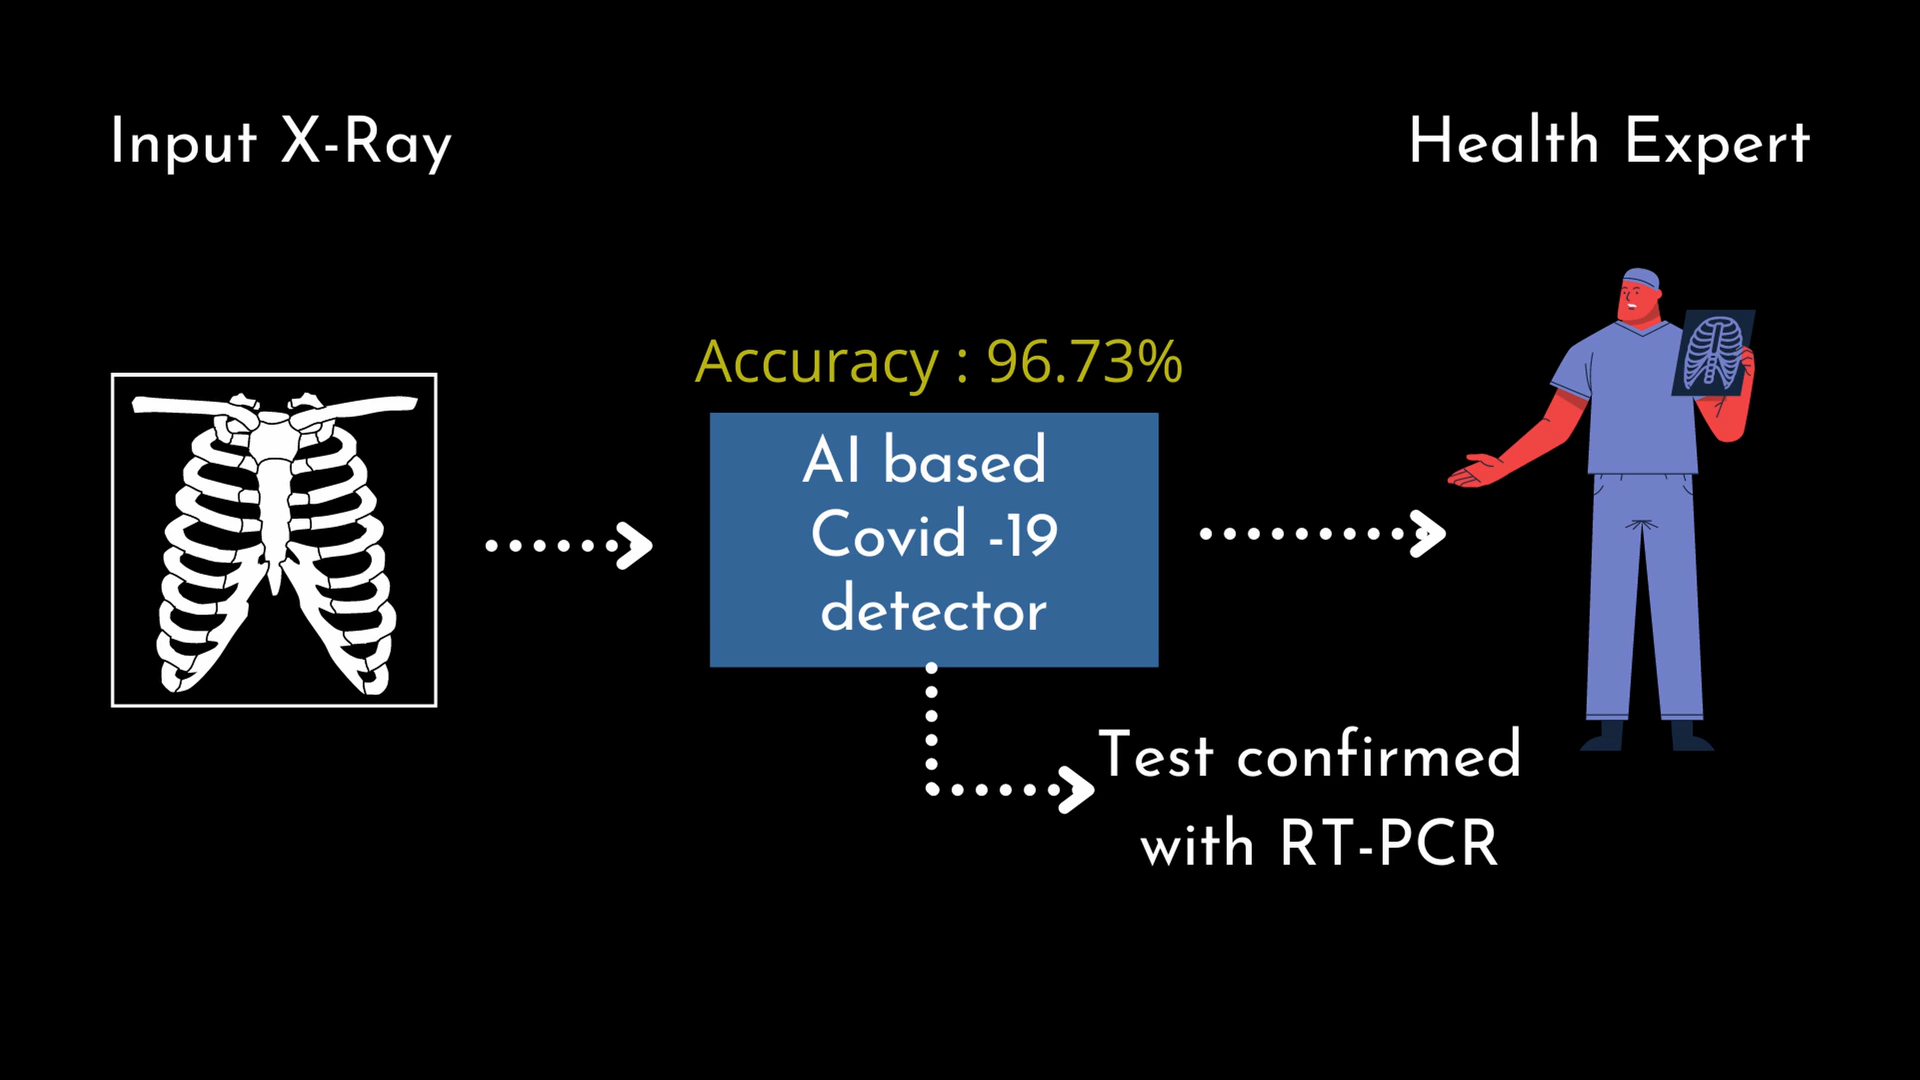 Input X-Ray
Health Expert
Accuracy : 96.73%
AI based
Covid -19
detector
Test confirmed
with RT-PCR